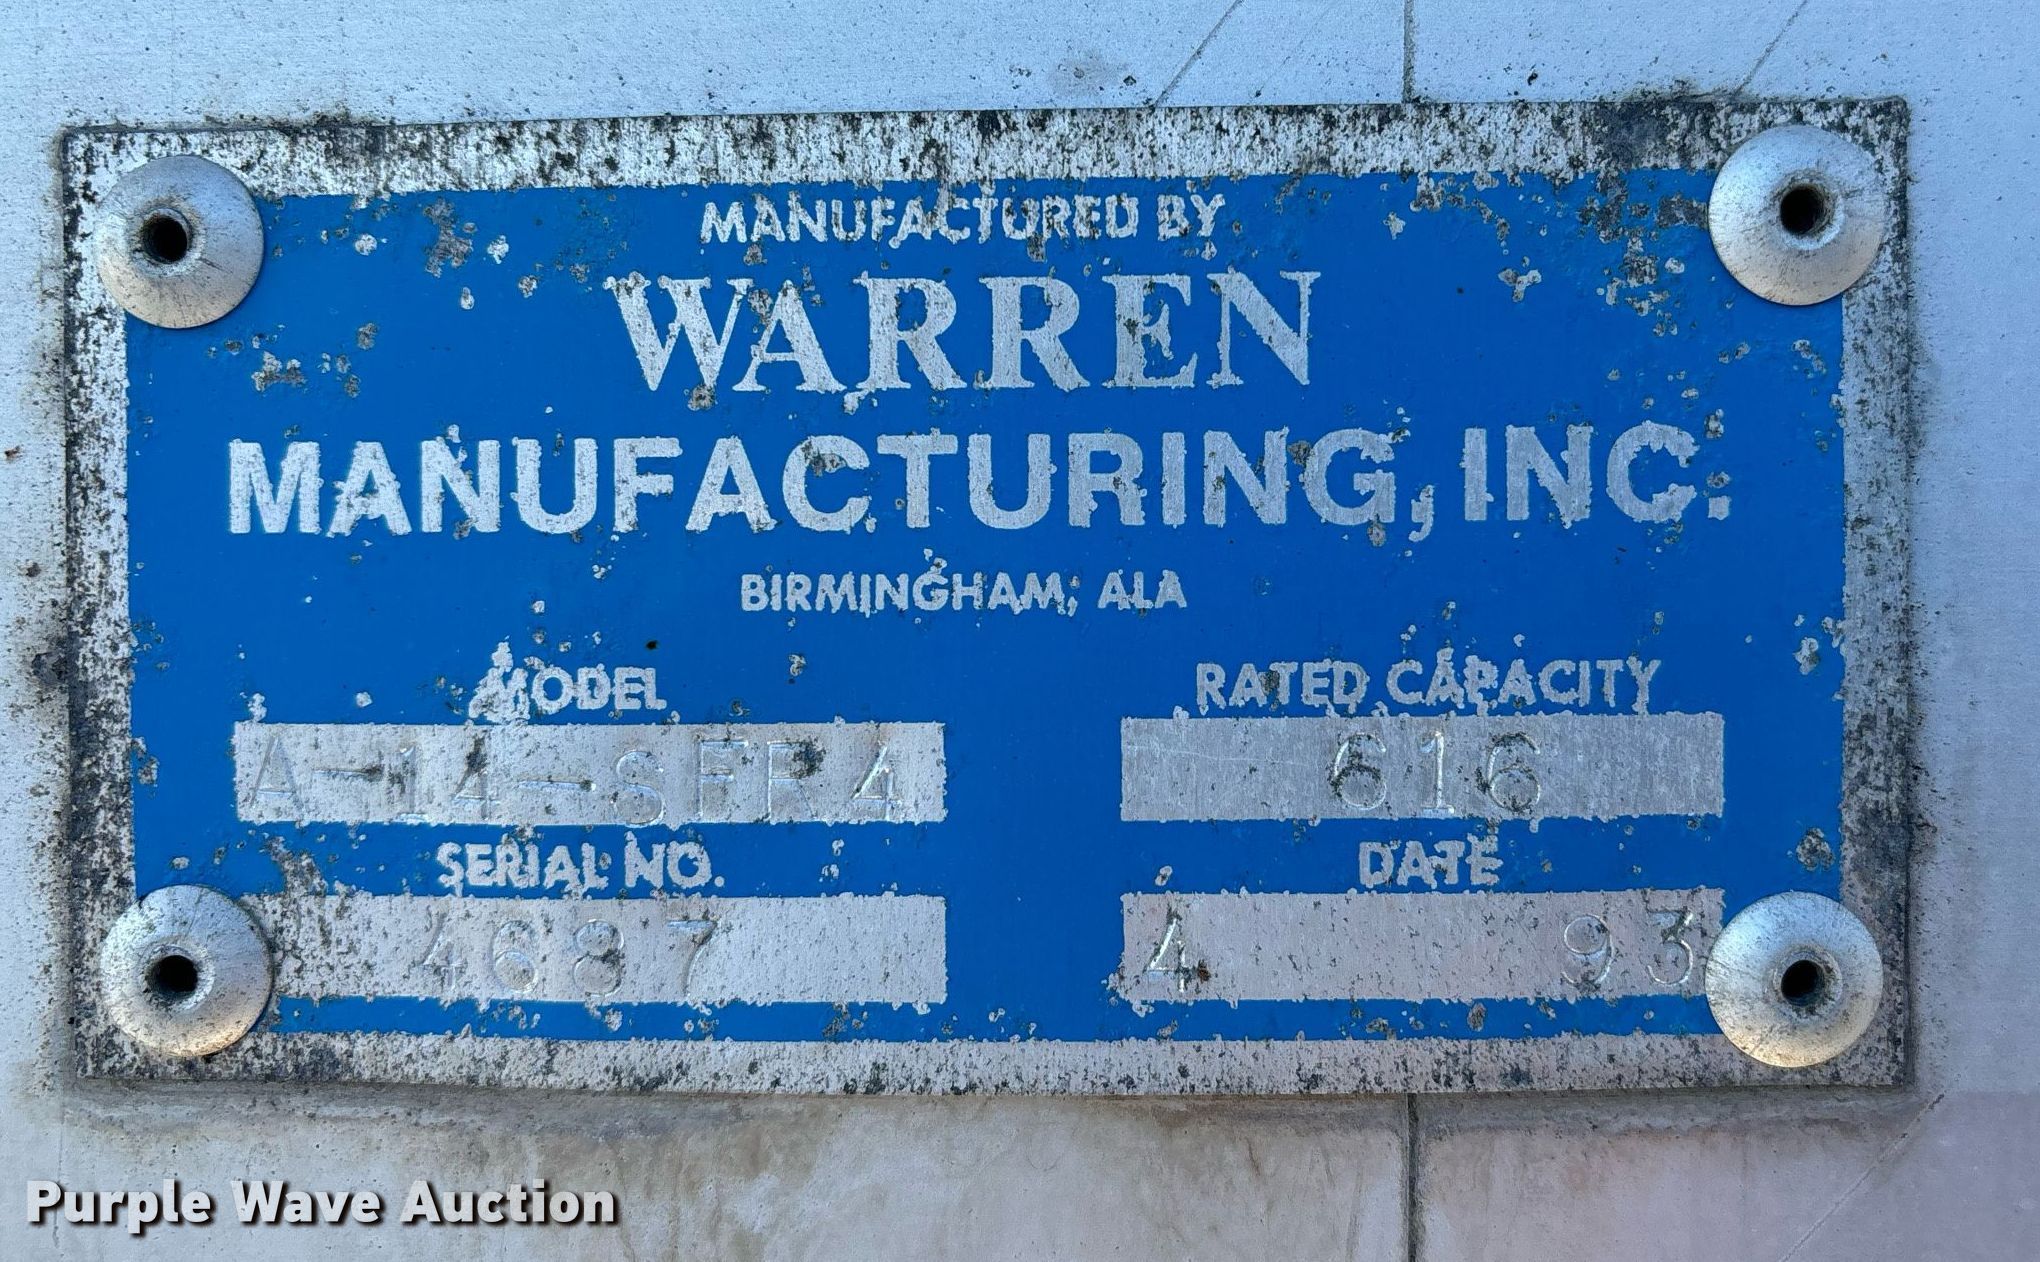 MANUFACTURED BY
WARREN
MANUFACTURING, INC.
BIRMINGHAM, ALA
MODEL RATED CAPACITY
A-14-SFR4 616
SERIAL NO. DATE
4687 4 93
Purple Wave Auction